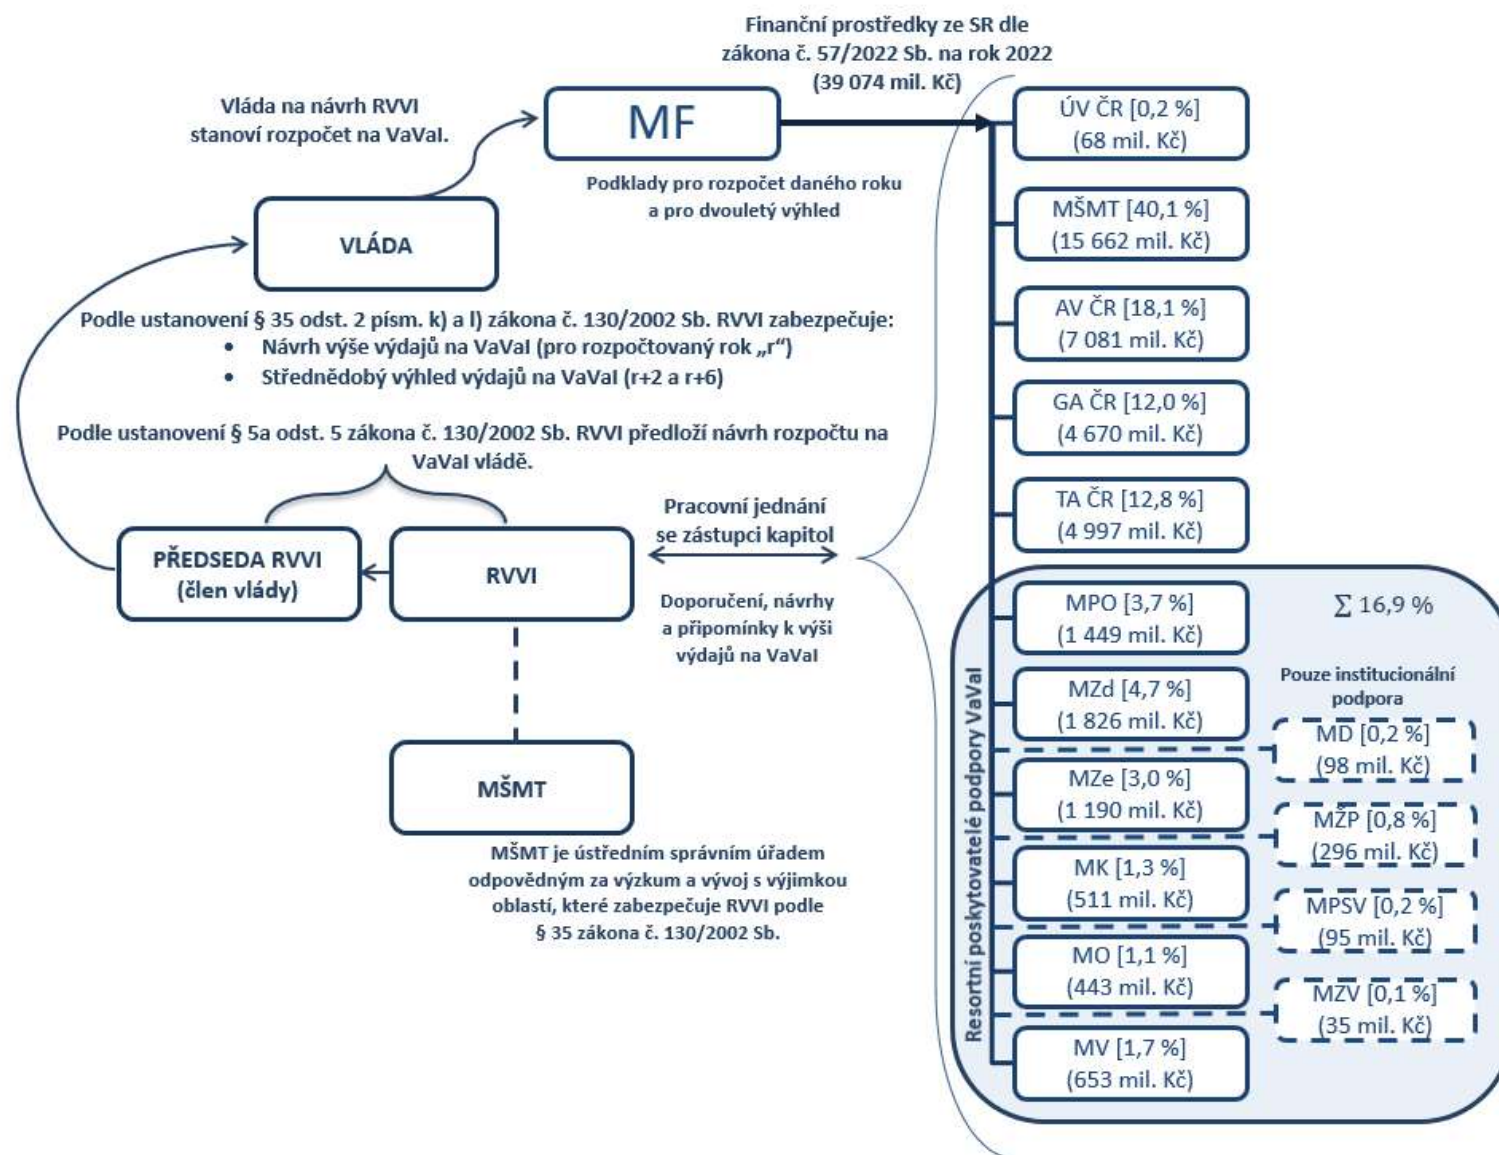 Finanční prostředky ze SR dle
zákona č. 57/2022 Sb. na rok 2022
(39 074 mil. Kč)
Vláda na návrh RVVI
stanoví rozpočet na VaVaI.
MF
Podklady pro rozpočet daného roku
a pro dvouletý výhled
VLÁDA
Podle ustanovení § 35 odst. 2 písm. k) a l) zákona č. 130/2002 Sb. RVVI zabezpečuje:
• Návrh výše výdajů na VaVaI (pro rozpočtovaný rok „r“)
• Střednědobý výhled výdajů na VaVaI (r+2 a r+6)
Podle ustanovení § 5a odst. 5 zákona č. 130/2002 Sb. RVVI předloží návrh rozpočtu na
VaVaI vládě.
PŘEDSEDA RVVI
(člen vlády)
RVVI
Pracovní jednání
se zástupci kapitol
Doporučení, návrhy
a připomínky k výši
výdajů na VaVaI
MŠMT
MŠMT je ústředním správním úřadem
odpovědným za výzkum a vývoj s výjimkou
oblastí, které zabezpečuje RVVI podle
§ 35 zákona č. 130/2002 Sb.
ÚV ČR [0,2 %]
(68 mil. Kč)
MŠMT [40,1 %]
(15 662 mil. Kč)
AV ČR [18,1 %]
(7 081 mil. Kč)
GA ČR [12,0 %]
(4 670 mil. Kč)
TA ČR [12,8 %]
(4 997 mil. Kč)
Resortní poskytovatelé podpory VaVaI
MPO [3,7 %]
(1 449 mil. Kč)
MZd [4,7 %]
(1 826 mil. Kč)
MZe [3,0 %]
(1 190 mil. Kč)
MK [1,3 %]
(511 mil. Kč)
MO [1,1 %]
(443 mil. Kč)
MV [1,7 %]
(653 mil. Kč)
∑ 16,9 %
Pouze institucionální
podpora
MD [0,2 %]
(98 mil. Kč)
MŽP [0,8 %]
(296 mil. Kč)
MPSV [0,2 %]
(95 mil. Kč)
MZV [0,1 %]
(35 mil. Kč)